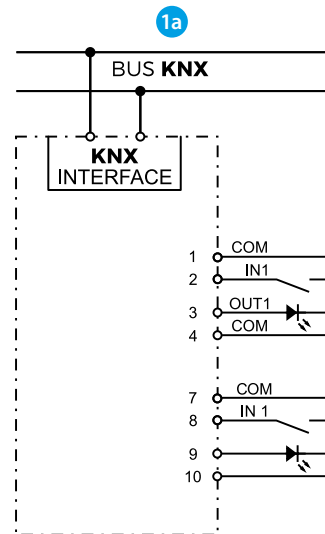 1a
BUS KNX
KNX
INTERFACE
1 COM
2 IN1
3 OUT1
4 COM
7 COM
8 IN 1
9
10